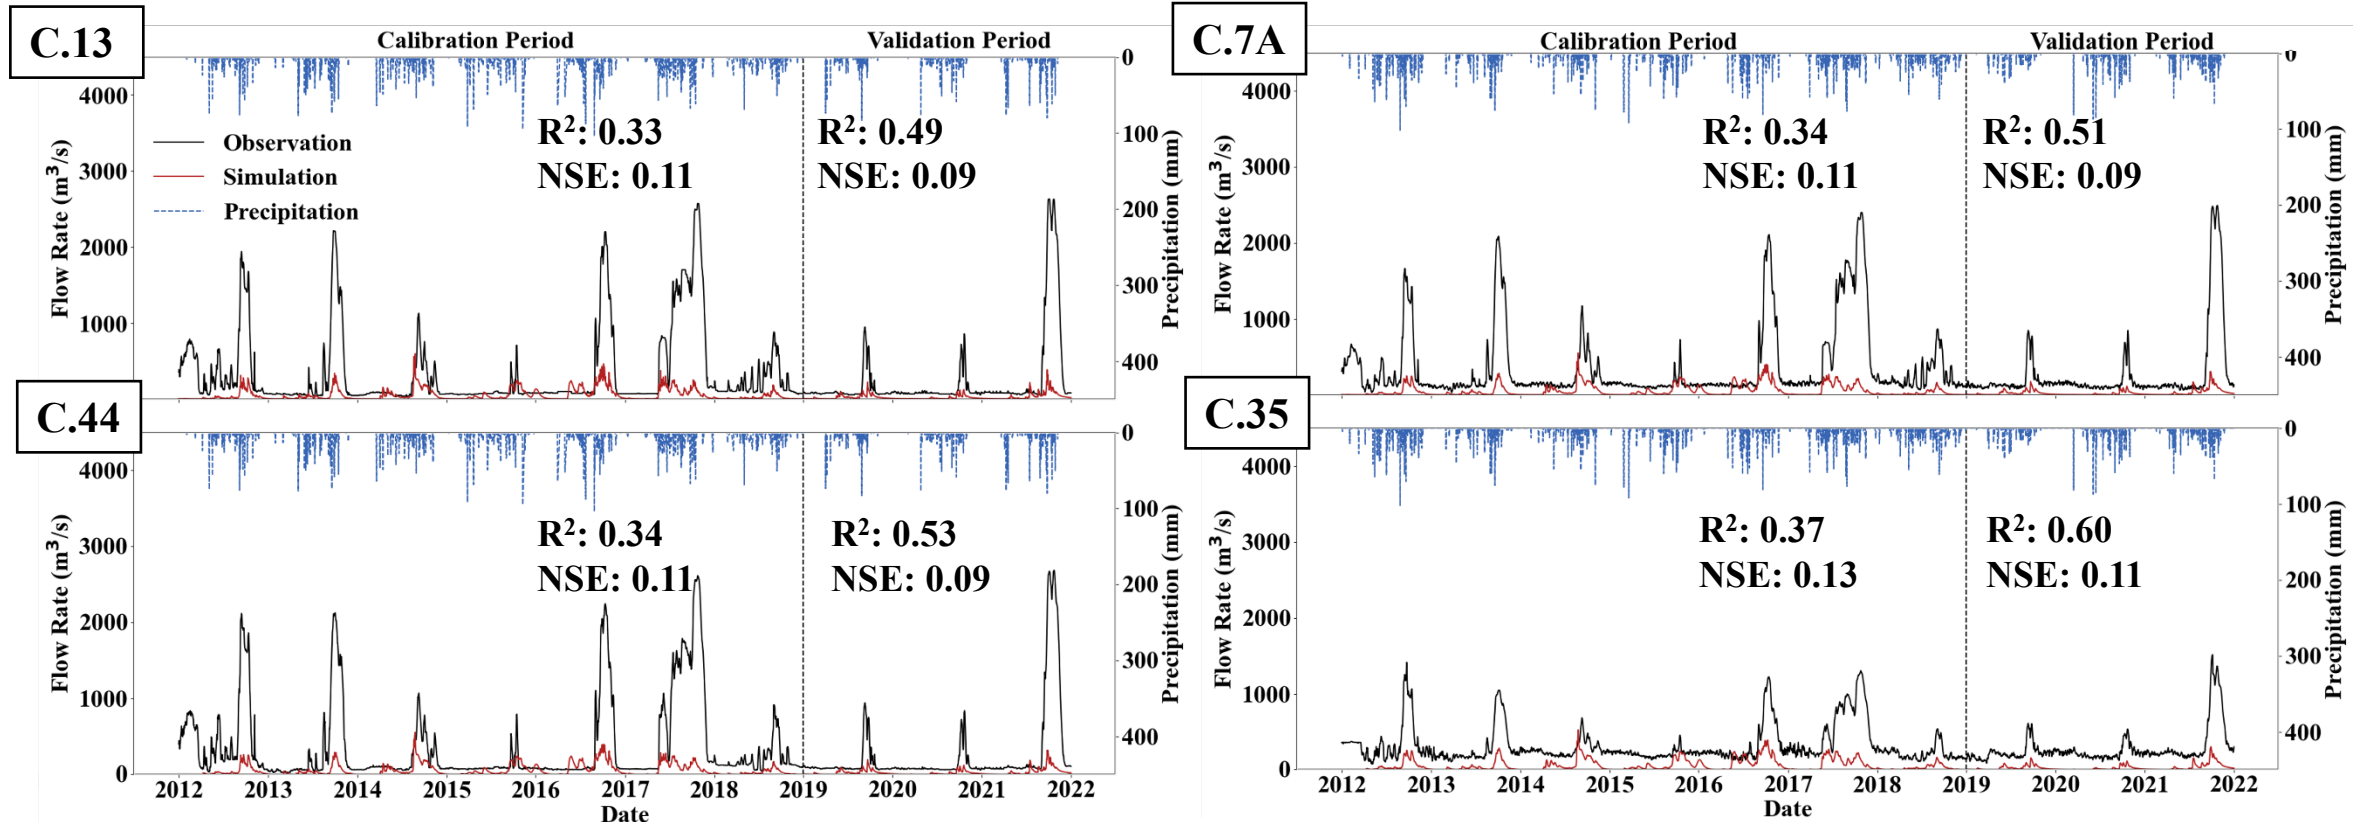 C.13
Calibration Period
Validation Period
0
4000
100
3000
200
2000
300
1000
400
Flow Rate (m³/s)
Precipitation (mm)
Observation
Simulation
Precipitation
R²: 0.33
NSE: 0.11
R²: 0.49
NSE: 0.09
C.7A
Calibration Period
Validation Period
0
4000
100
3000
200
2000
300
1000
400
Flow Rate (m³/s)
Precipitation (mm)
R²: 0.34
NSE: 0.11
R²: 0.51
NSE: 0.09
C.44
0
4000
100
3000
200
2000
300
1000
400
0
Flow Rate (m³/s)
Precipitation (mm)
R²: 0.34
NSE: 0.11
R²: 0.53
NSE: 0.09
2012 2013 2014 2015 2016 2017 2018 2019 2020 2021 2022
Date
C.35
0
4000
100
3000
200
2000
300
1000
400
0
Flow Rate (m³/s)
Precipitation (mm)
R²: 0.37
NSE: 0.13
R²: 0.60
NSE: 0.11
2012 2013 2014 2015 2016 2017 2018 2019 2020 2021 2022
Date